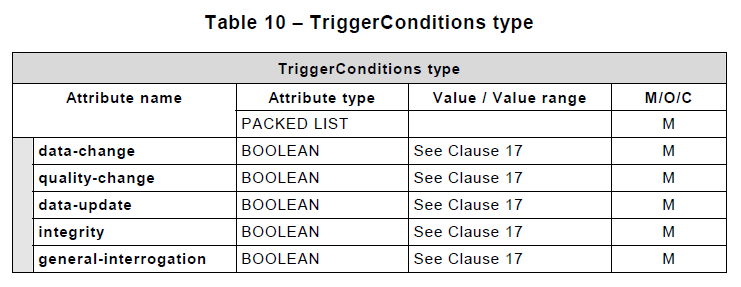 Table 10 – TriggerConditions type
TriggerConditions type
Attribute name Attribute type Value / Value range M/O/C
PACKED LIST M
data-change BOOLEAN See Clause 17 M
quality-change BOOLEAN See Clause 17 M
data-update BOOLEAN See Clause 17 M
integrity BOOLEAN See Clause 17 M
general-interrogation BOOLEAN See Clause 17 M